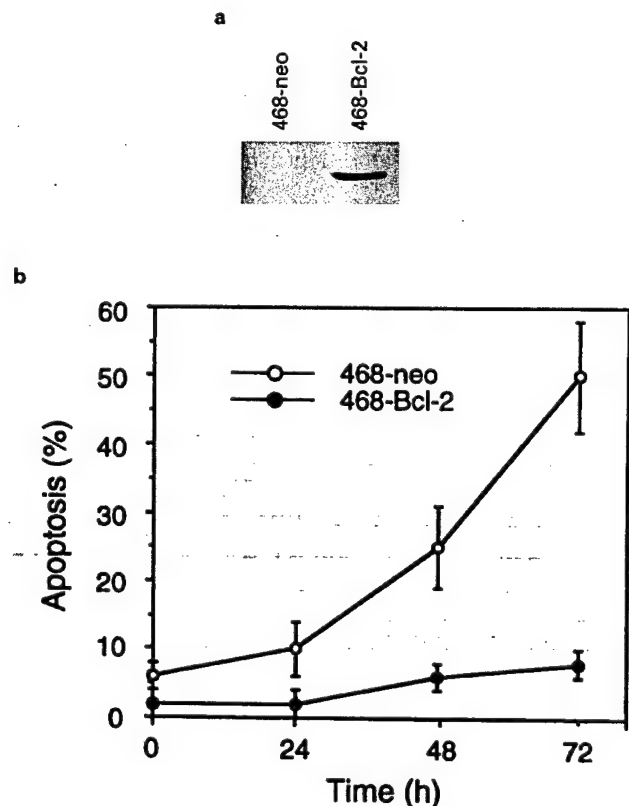 a
468-neo
468-Bcl-2
b
60
50
40
30
20
10
0
Apoptosis (%)
468-neo
468-Bcl-2
0 24 48 72
Time (h)